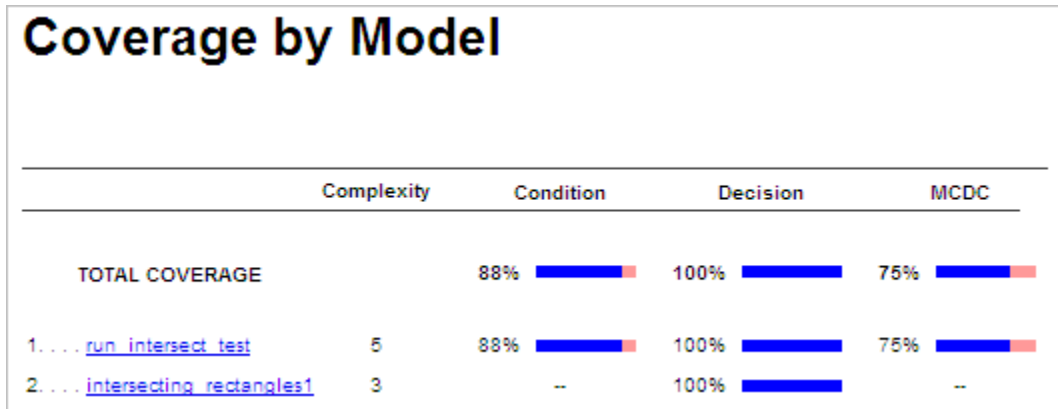 Coverage by Model
Complexity Condition Decision MCDC
TOTAL COVERAGE 88% 100% 75%
1. . . . run_intersect_test 5 88% 100% 75%
2. . . . intersecting_rectangles1 3 -- 100% --